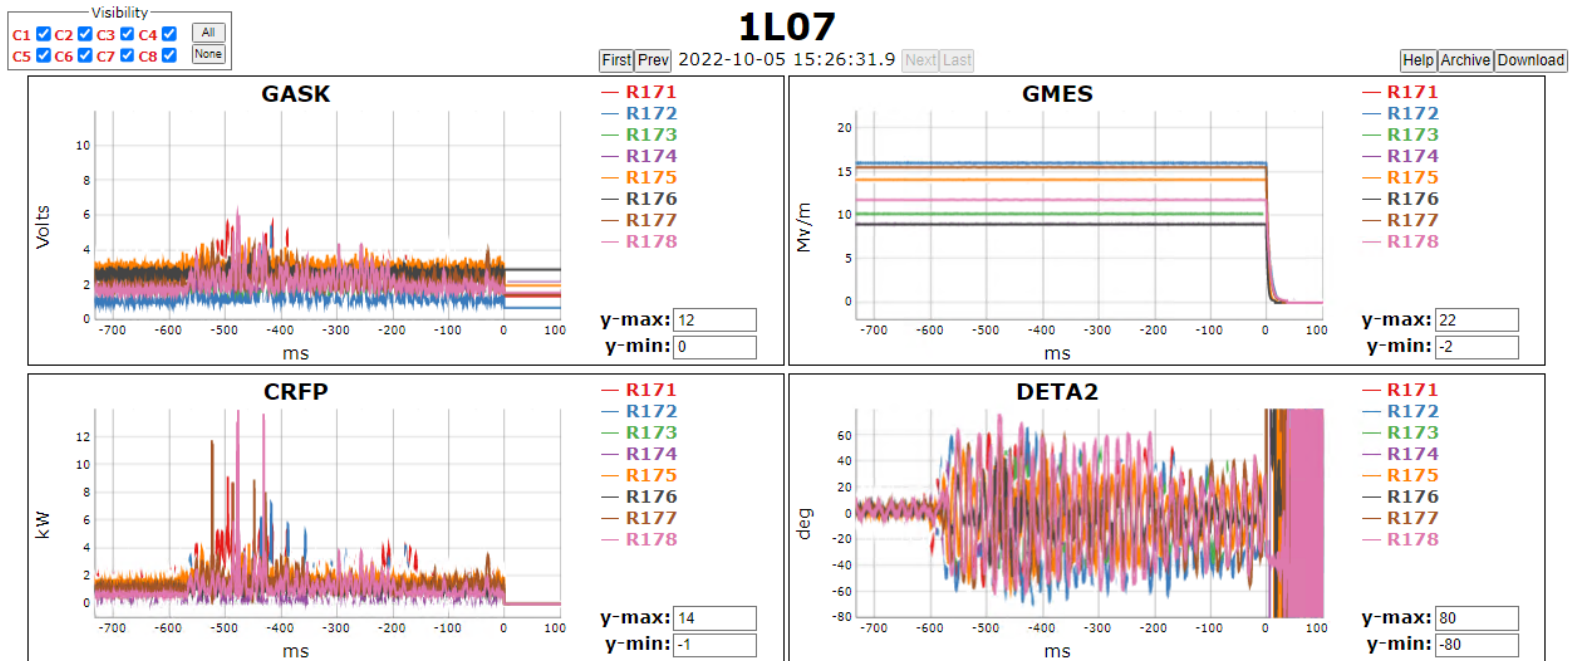 Visibility
C1 C2 C3 C4 All
C5 C6 C7 C8 None
1L07
First Prev 2022-10-05 15:26:31.9 Next Last
Help Archive Download
GASK
Volts
10
8
6
4
2
0
-700 -600 -500 -400 -300 -200 -100 0 100
ms
R171
R172
R173
R174
R175
R176
R177
R178
y-max: 12
y-min: 0
GMES
Mv/m
20
15
10
5
0
-700 -600 -500 -400 -300 -200 -100 0 100
ms
R171
R172
R173
R174
R175
R176
R177
R178
y-max: 22
y-min: -2
CRFP
kW
12
10
8
6
4
2
0
-700 -600 -500 -400 -300 -200 -100 0 100
ms
R171
R172
R173
R174
R175
R176
R177
R178
y-max: 14
y-min: -1
DETA2
deg
60
40
20
0
-20
-40
-60
-80
-700 -600 -500 -400 -300 -200 -100 0 100
ms
R171
R172
R173
R174
R175
R176
R177
R178
y-max: 80
y-min: -80